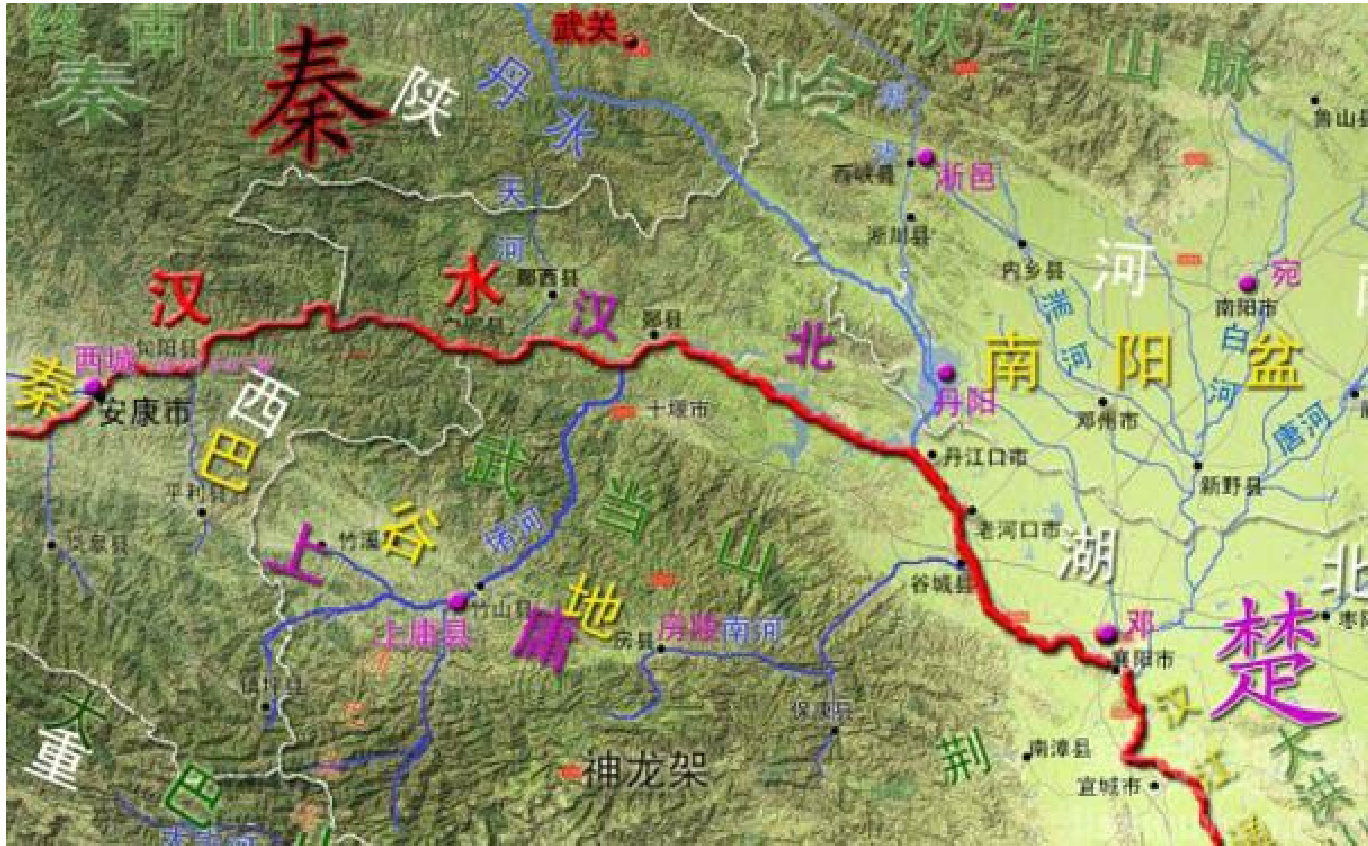 终南山
秦
秦
陕
武关
丹水
岭
伏牛山脉
鲁山县
西峡县
淅邑
淅川县
内乡县
河
宛
南阳市
天河
郧西县
汉水
汉
郧县
北
湍河
白河
南阳盆
丹阳
邓州市
唐河
秦
西城
旬阳县
安康市
西
巴
十堰市
丹江口市
新野县
平利县
武当山
堵河
老河口市
上
竹溪
谷
湖
北
谷城县
竹山县
上庙县
庸
地
房县
房陵
南河
邓
襄阳市
楚
保康县
汉江
大洪
大巴
重
神龙架
荆
南漳县
宜城市